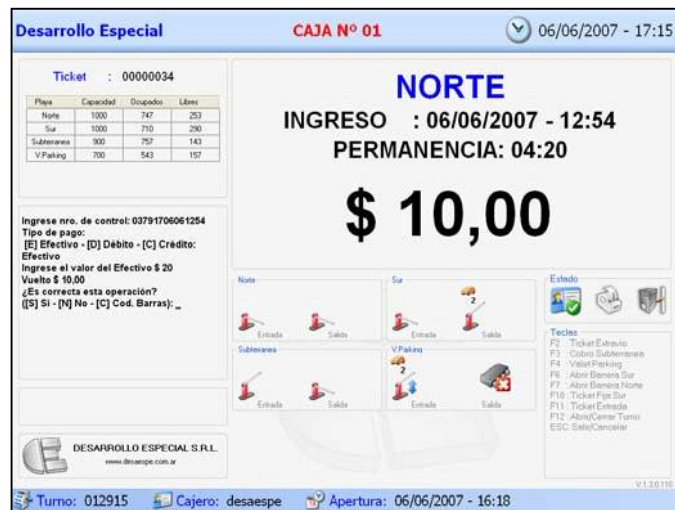 Desarrollo Especial
CAJA Nº 01
06/06/2007 - 17:15
Ticket : 00000034
Playa Capacidad Ocupados Libres
Norte 1000 747 253
Sur 1000 710 290
Subterranea 900 757 143
V.Parking 700 543 157
NORTE
INGRESO : 06/06/2007 - 12:54
PERMANENCIA: 04:20
$ 10,00
Ingrese nro. de control: 03791706061254
Tipo de pago:
[E] Efectivo - [D] Débito - [C] Crédito:
Efectivo
Ingrese el valor del Efectivo $ 20
Vuelto $ 10,00
¿Es correcta esta operación?
([S] Si - [N] No - [C] Cod. Barras): _
Norte
Entrada Salida
Sur
2
Entrada Salida
Subterranea
Entrada Salida
V.Parking
2
Entrada Salida
Estado
Teclas
F2 : Ticket Extravio
F3 : Cobro Subterranea
F4 : Valet Parking
F6 : Abrir Barrera Sur
F7 : Abrir Barrera Norte
F10 : Ticket Fijo Sur
F11 : Ticket Entrada
F12 : Abrir/Cerrar Turno
ESC: Salir/Cancelar
DESARROLLO ESPECIAL S.R.L.
www.desaespe.com.ar
V.1.3.0.110
Turno: 012915
Cajero: desaespe
Apertura: 06/06/2007 - 16:18